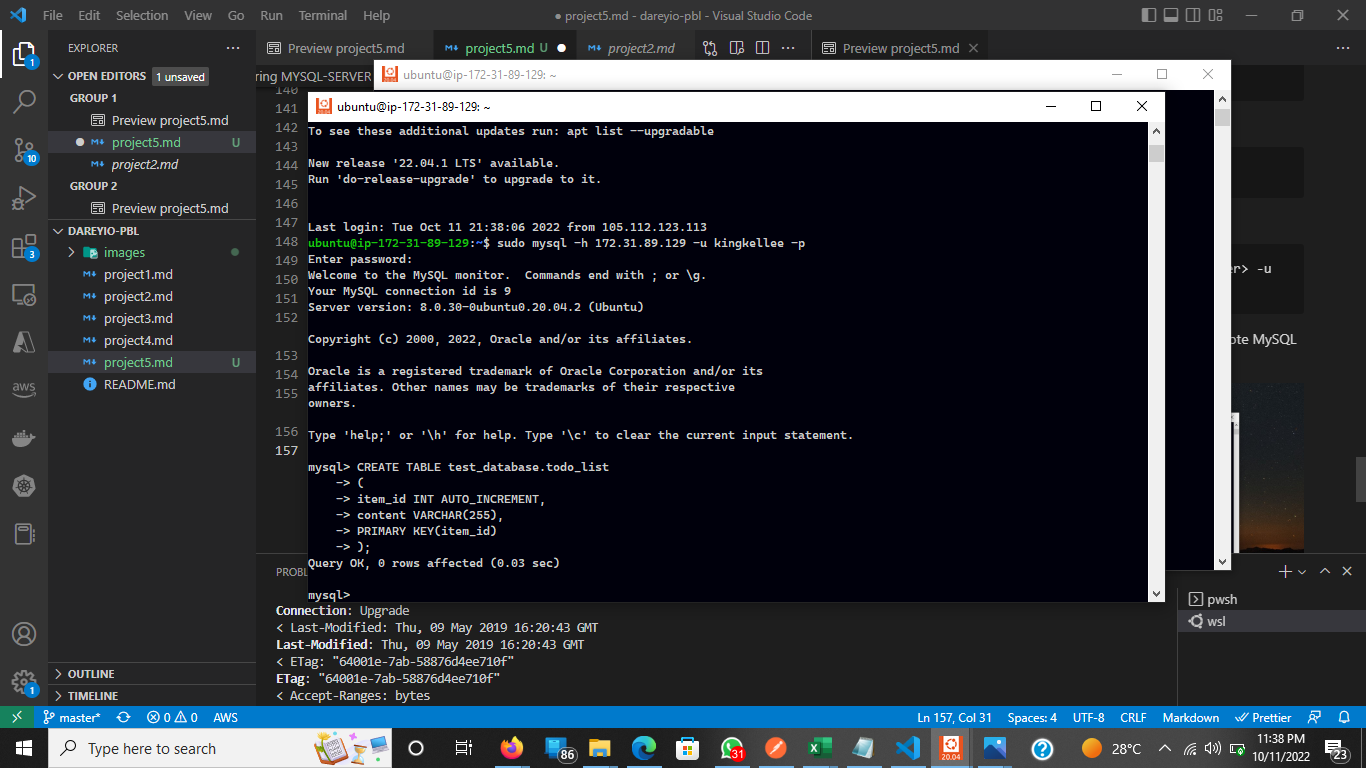 File Edit Selection View Go Run Terminal Help
● project5.md - dareyio-pbl - Visual Studio Code
EXPLORER
OPEN EDITORS 1 unsaved
GROUP 1
Preview project5.md
project5.md U
project2.md
GROUP 2
Preview project5.md
DAREYIO-PBL
images
project1.md
project2.md
project3.md
project4.md
project5.md U
README.md
OUTLINE
TIMELINE
1
10
3
aws
1
Preview project5.md
project5.md U
project2.md
Preview project5.md
ring MYSQL-SERVER
140
141
142
143
144
145
146
147
148
149
150
151
152
153
154
155
156
157
ubuntu@ip-172-31-89-129: ~
ubuntu@ip-172-31-89-129: ~
To see these additional updates run: apt list --upgradable
New release '22.04.1 LTS' available.
Run 'do-release-upgrade' to upgrade to it.
Last login: Tue Oct 11 21:38:06 2022 from 105.112.123.113
ubuntu@ip-172-31-89-129:~$ sudo mysql -h 172.31.89.129 -u kingkellee -p
Enter password:
Welcome to the MySQL monitor.  Commands end with ; or \g.
Your MySQL connection id is 9
Server version: 8.0.30-0ubuntu0.20.04.2 (Ubuntu)
Copyright (c) 2000, 2022, Oracle and/or its affiliates.
Oracle is a registered trademark of Oracle Corporation and/or its
affiliates. Other names may be trademarks of their respective
owners.
Type 'help;' or '\h' for help. Type '\c' to clear the current input statement.
mysql> CREATE TABLE test_database.todo_list
-> (
-> item_id INT AUTO_INCREMENT,
-> content VARCHAR(255),
-> PRIMARY KEY(item_id)
-> );
Query OK, 0 rows affected (0.03 sec)
mysql>
er> -u
ote MySQL
PROBL
Connection: Upgrade
< Last-Modified: Thu, 09 May 2019 16:20:43 GMT
Last-Modified: Thu, 09 May 2019 16:20:43 GMT
< ETag: "64001e-7ab-58876d4ee710f"
ETag: "64001e-7ab-58876d4ee710f"
< Accept-Ranges: bytes
pwsh
wsl
master* 0 0 AWS
Ln 157, Col 31 Spaces: 4 UTF-8 CRLF Markdown Prettier
Type here to search
86
31
20.04
28°C
11:38 PM
10/11/2022
23